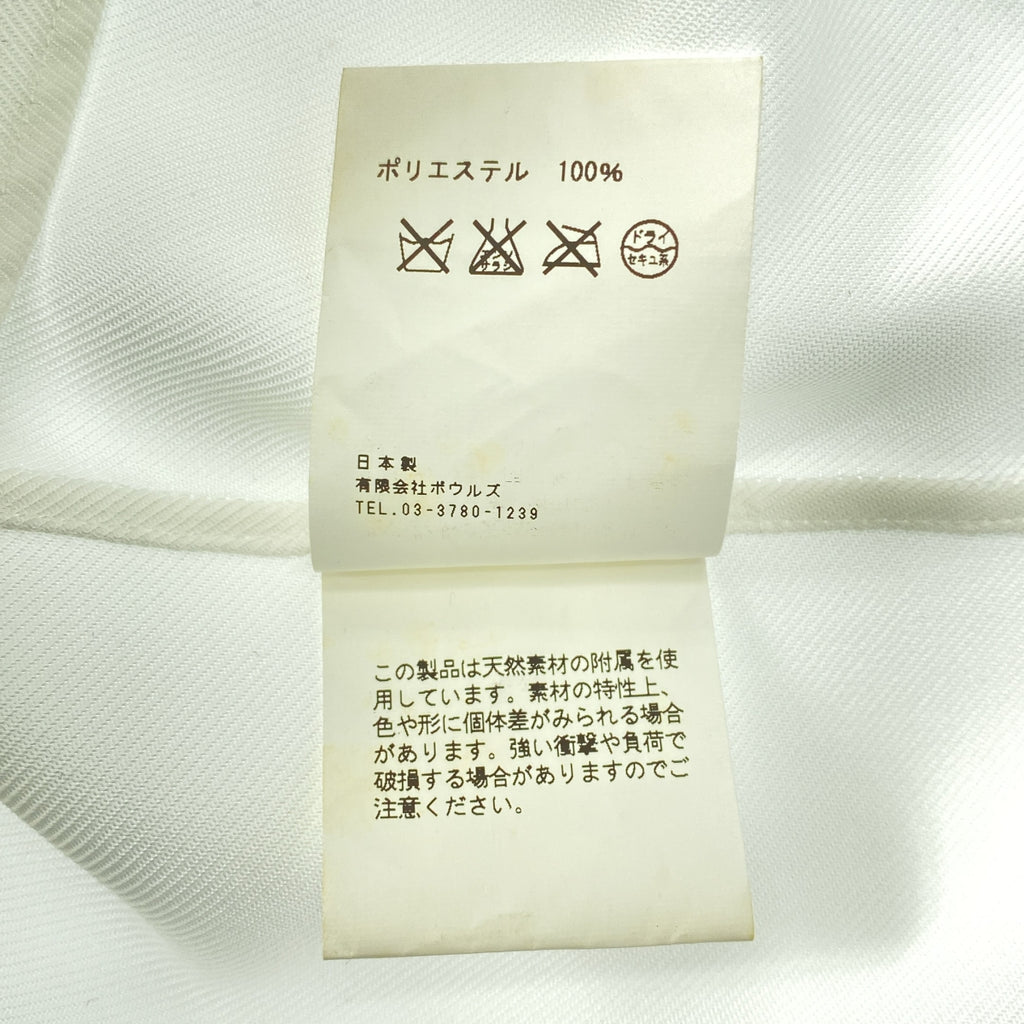 ポリエステル 100%
ドライ
セキユ系
日本製
有限会社ボウルズ
TEL.03-3780-1239
この製品は天然素材の附属を使
用しています。素材の特性上、
色や形に個体差がみられる場合
があります。強い衝撃や負荷で
破損する場合がありますのでご
注意ください。